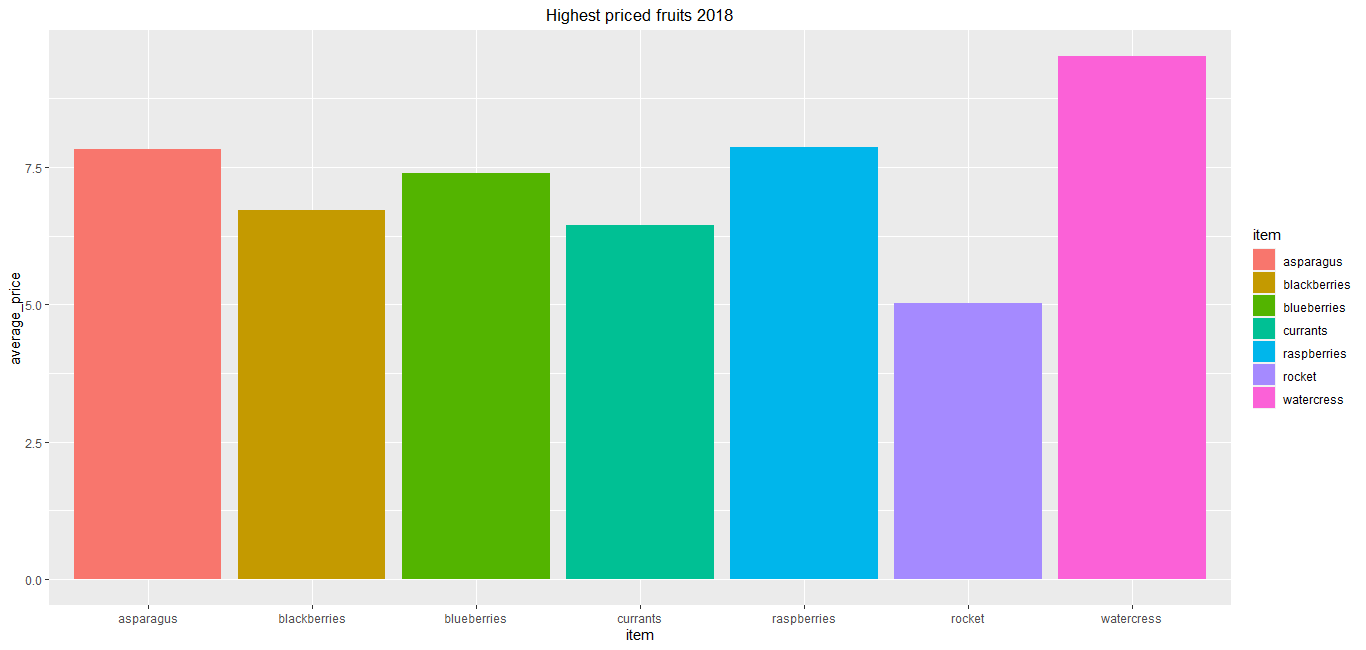 Highest priced fruits 2018
average_price
7.5
5.0
2.5
0.0
asparagus
blackberries
blueberries
currants
raspberries
rocket
watercress
item
item
asparagus
blackberries
blueberries
currants
raspberries
rocket
watercress